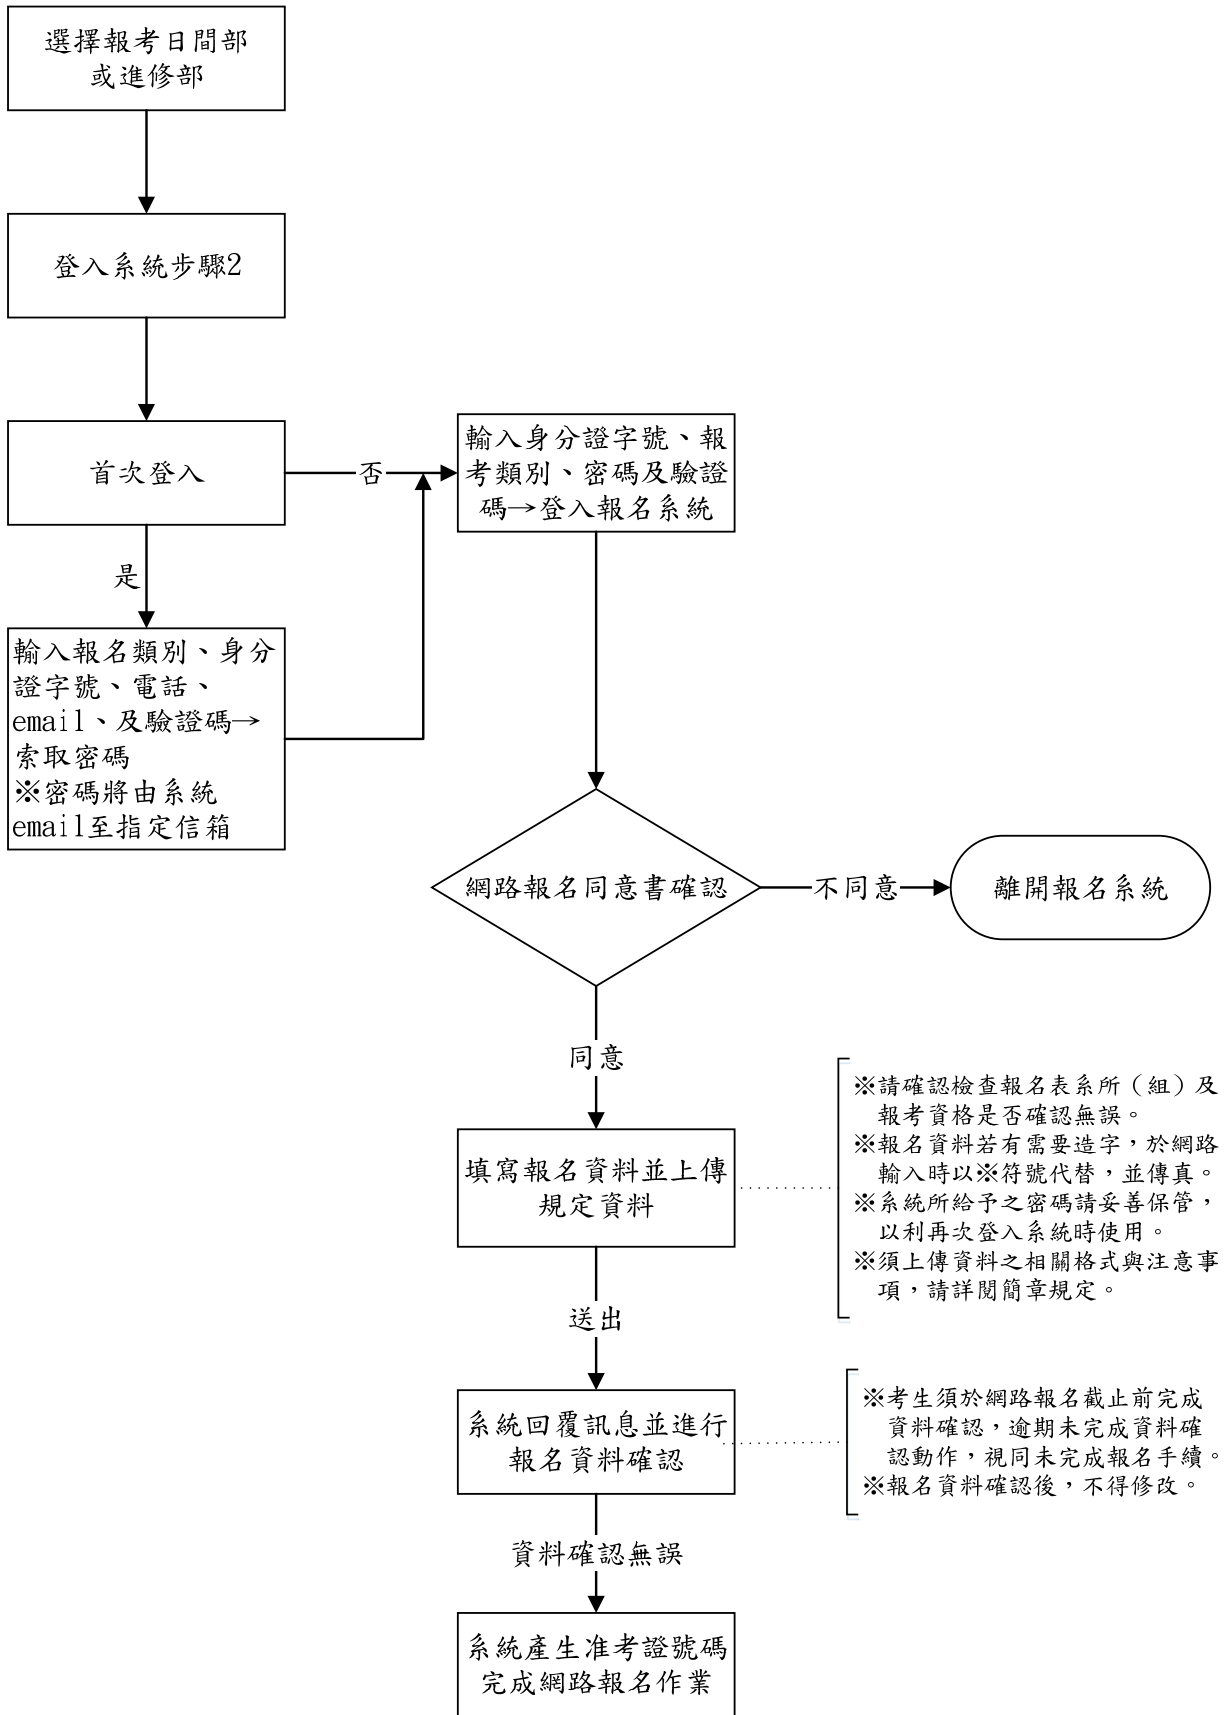 選擇報考日間部
或進修部
登入系統步驟2
首次登入
否
輸入身分證字號、報
考類別、密碼及驗證
碼→登入報名系統
是
輸入報名類別、身分
證字號、電話、
email、及驗證碼→
索取密碼
※密碼將由系統
email至指定信箱
網路報名同意書確認
不同意
離開報名系統
同意
填寫報名資料並上傳
規定資料
※請確認檢查報名表系所（組）及
報考資格是否確認無誤。
※報名資料若有需要造字，於網路
輸入時以※符號代替，並傳真。
※系統所給予之密碼請妥善保管，
以利再次登入系統時使用。
※須上傳資料之相關格式與注意事
項，請詳閱簡章規定。
送出
系統回覆訊息並進行
報名資料確認
※考生須於網路報名截止前完成
資料確認，逾期未完成資料確
認動作，視同未完成報名手續。
※報名資料確認後，不得修改。
資料確認無誤
系統產生准考證號碼
完成網路報名作業